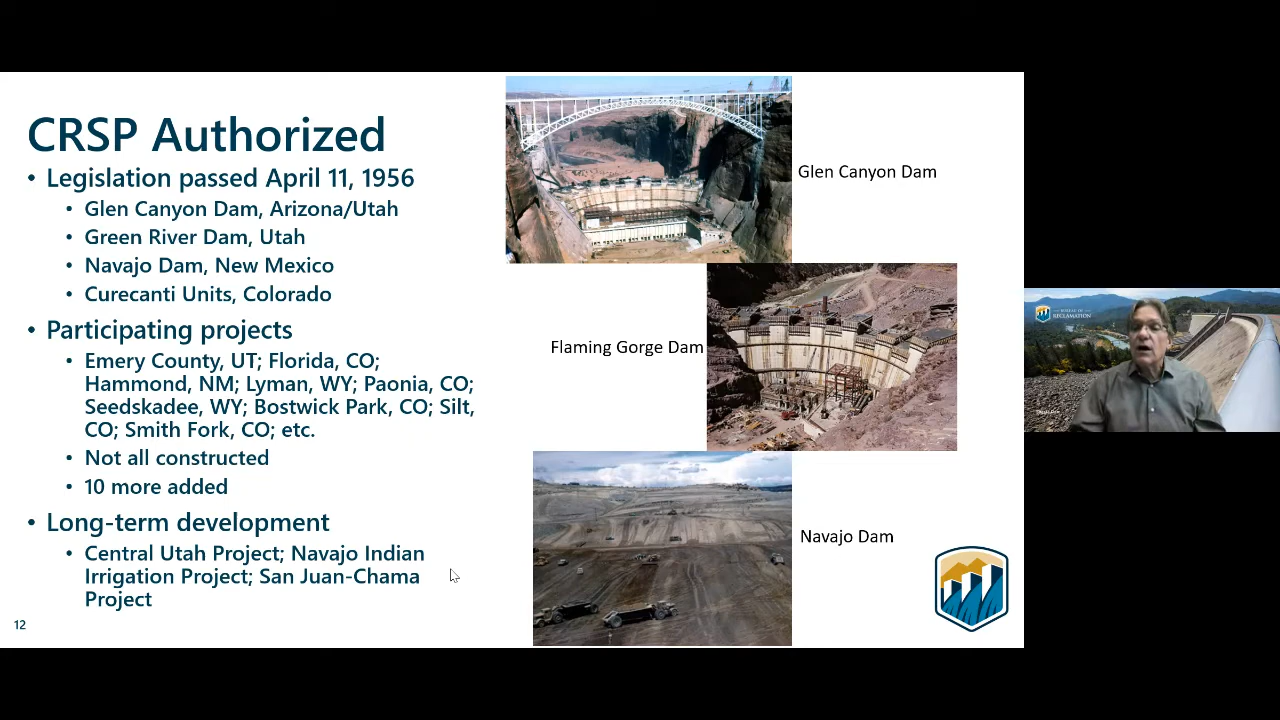 CRSP Authorized
• Legislation passed April 11, 1956
• Glen Canyon Dam, Arizona/Utah
• Green River Dam, Utah
• Navajo Dam, New Mexico
• Curecanti Units, Colorado
• Participating projects
• Emery County, UT; Florida, CO;
Hammond, NM; Lyman, WY; Paonia, CO;
Seedskadee, WY; Bostwick Park, CO; Silt,
CO; Smith Fork, CO; etc.
• Not all constructed
• 10 more added
• Long-term development
• Central Utah Project; Navajo Indian
Irrigation Project; San Juan-Chama
Project
12
Glen Canyon Dam
Flaming Gorge Dam
Navajo Dam
BUREAU OF
RECLAMATION